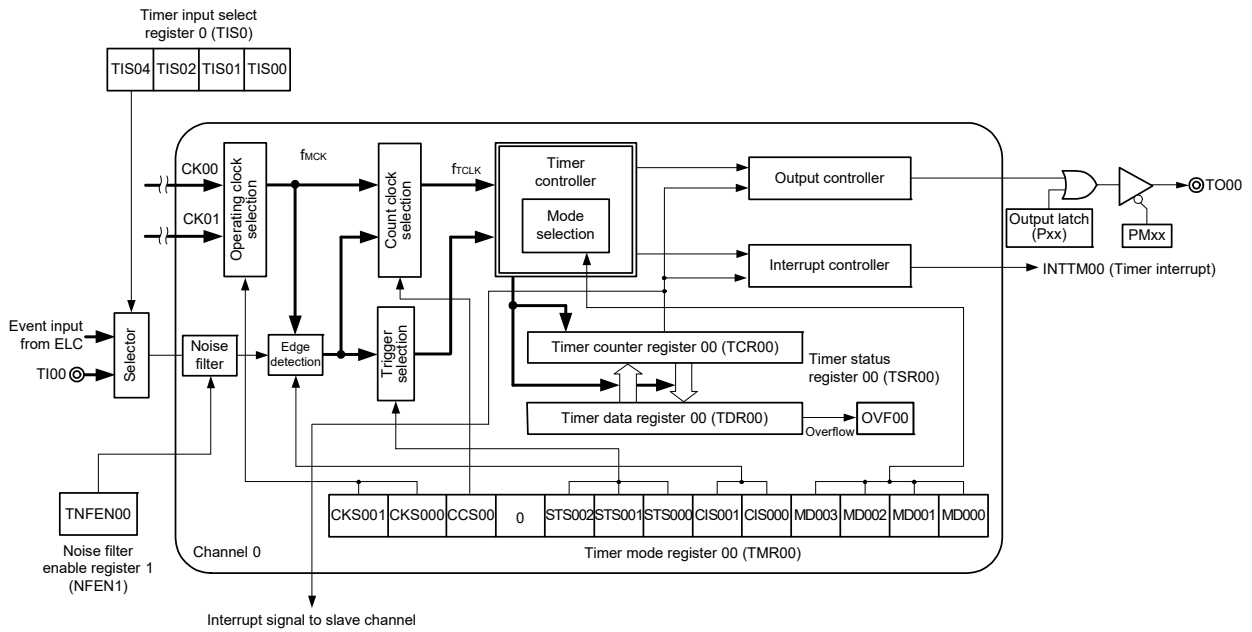 Timer input select
register 0 (TIS0)
TIS04 TIS02 TIS01 TIS00
CK00
CK01
Operating clock
selection
fMCK
Count clock
selection
fTCLK
Timer
controller
Mode
selection
Output controller
Output latch
(Pxx)
PMxx
TO00
Interrupt controller
INTTM00 (Timer interrupt)
Event input
from ELC
TI00
Selector
Noise
filter
Edge
detection
Trigger
selection
Timer counter register 00 (TCR00)
Timer status
register 00 (TSR00)
Timer data register 00 (TDR00)
Overflow
OVF00
TNFEN00
Noise filter
enable register 1
(NFEN1)
CKS001 CKS000 CCS00 0 STS002 STS001 STS000 CIS001 CIS000 MD003 MD002 MD001 MD000
Channel 0
Timer mode register 00 (TMR00)
Interrupt signal to slave channel